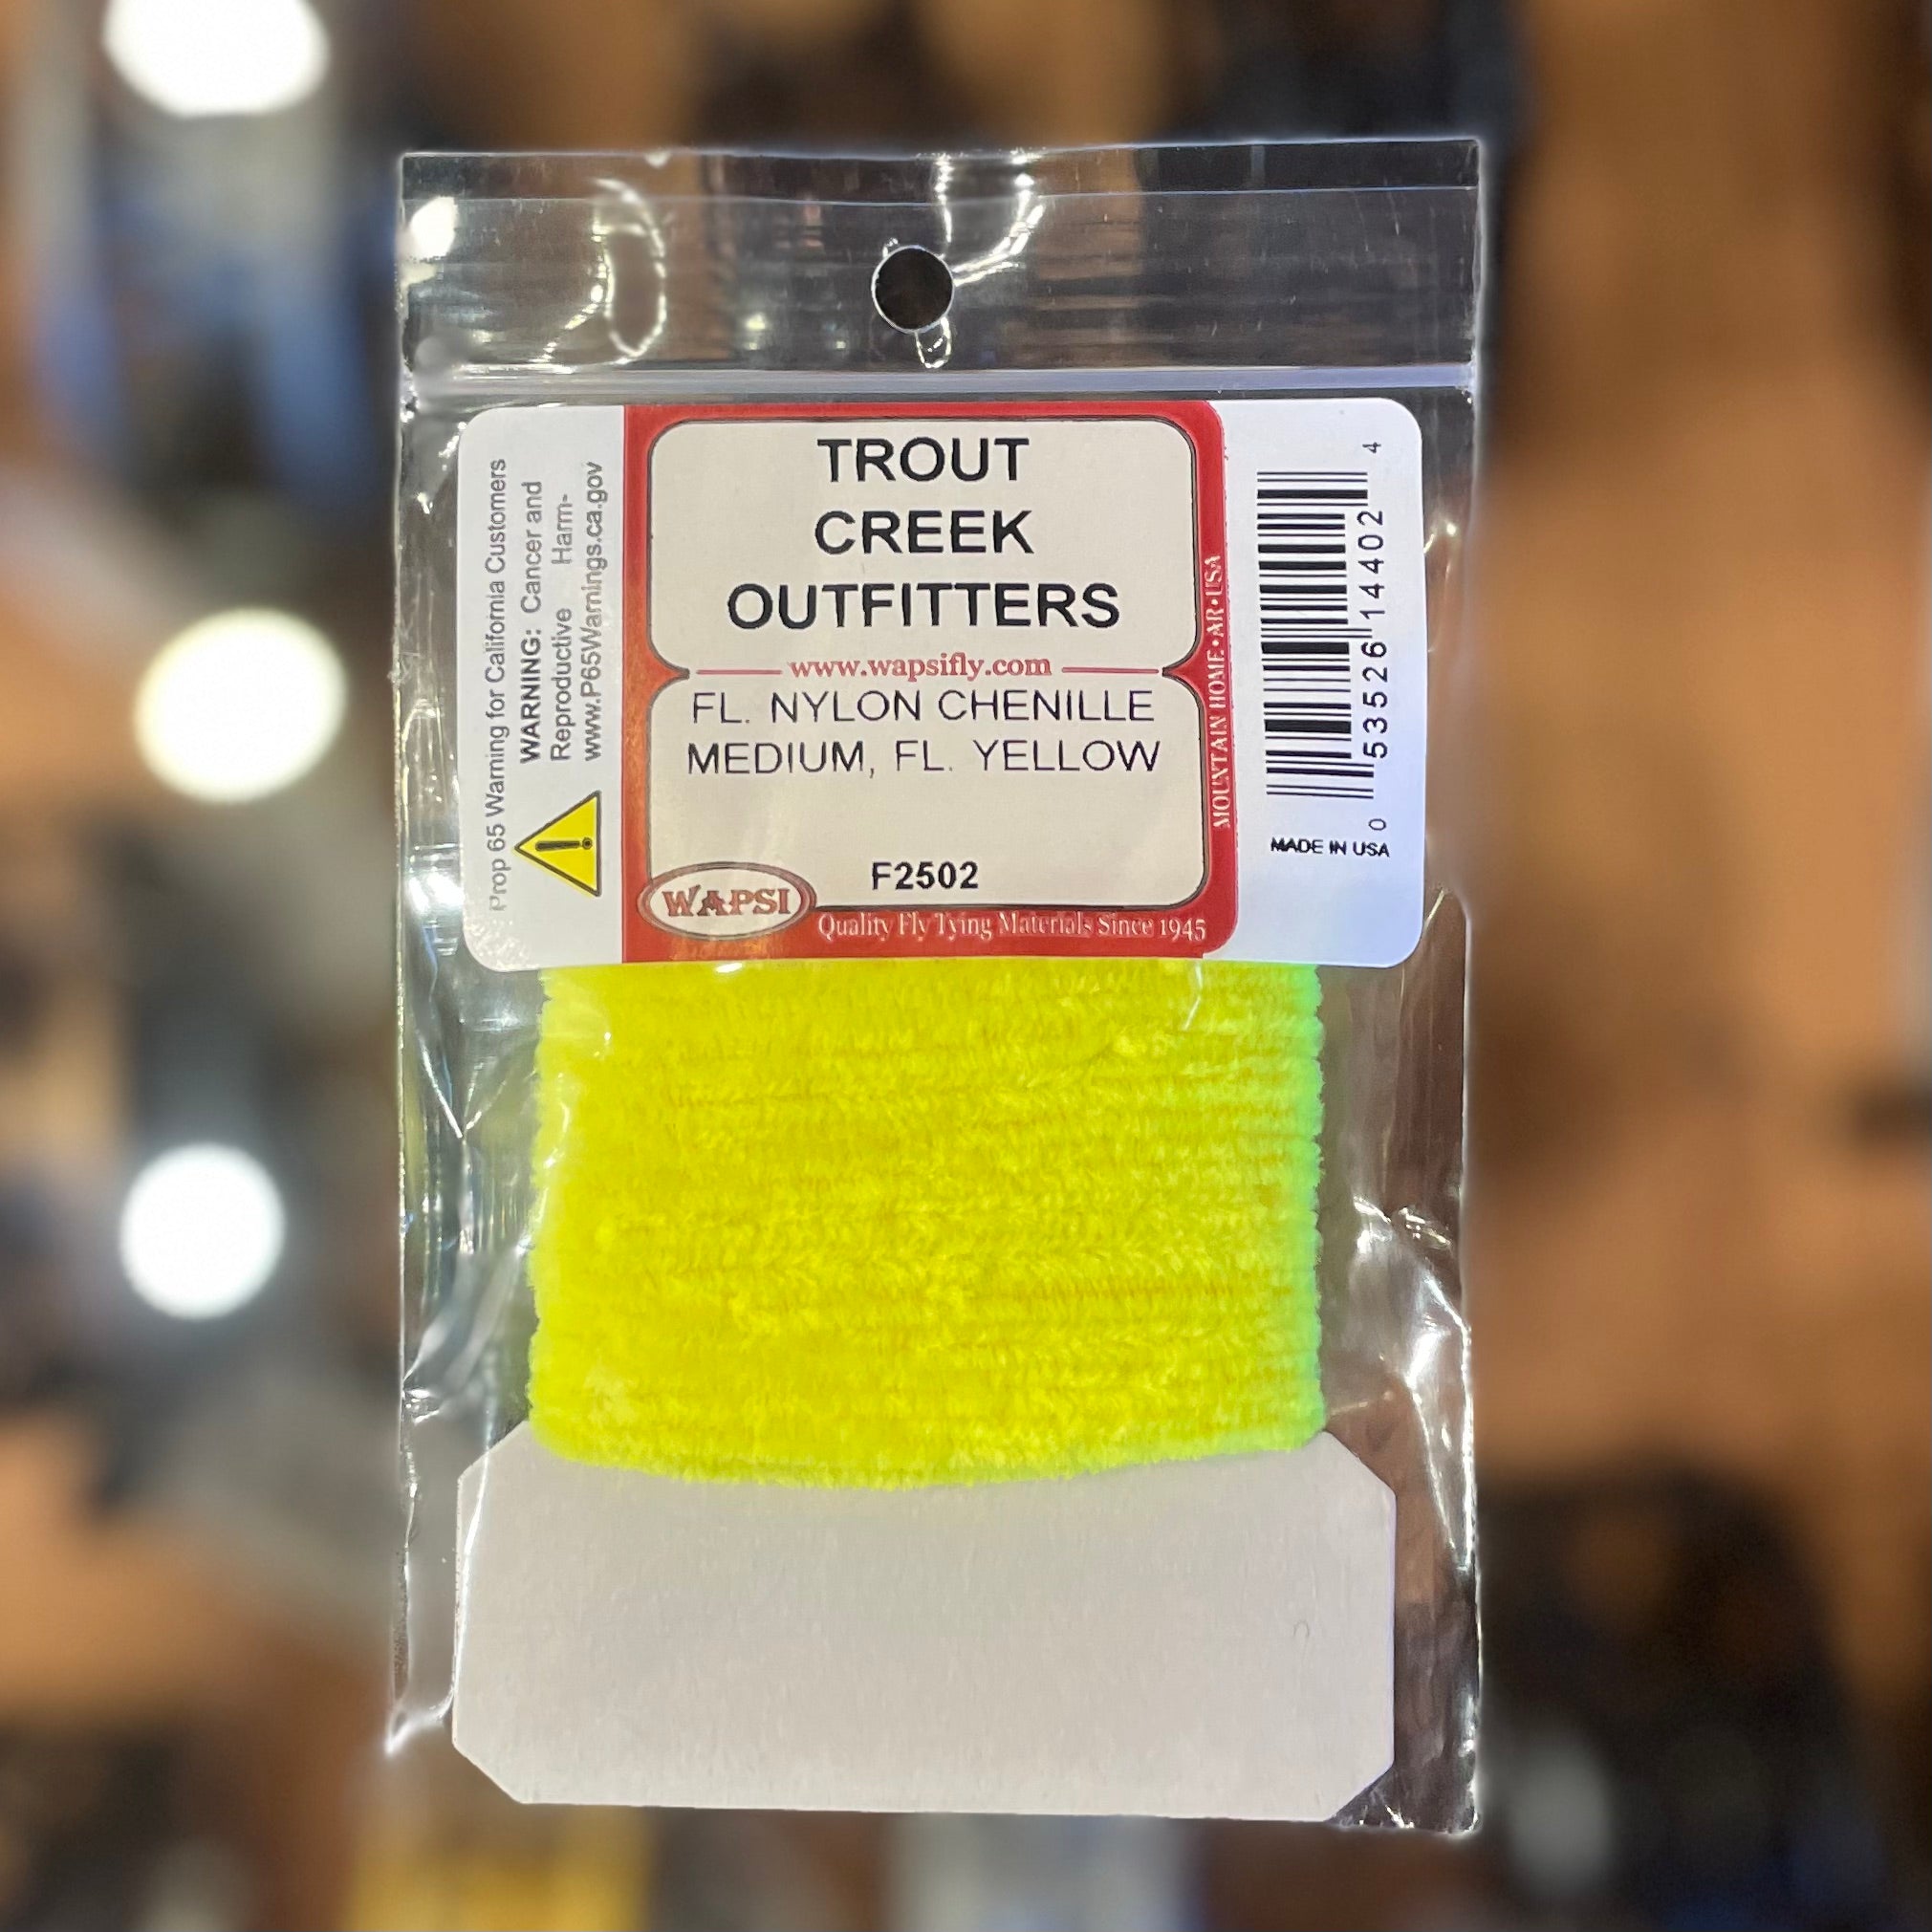 TROUT
CREEK
OUTFITTERS
www.wapsifly.com
FL. NYLON CHENILLE
MEDIUM, FL. YELLOW
F2502
WAPSI
Quality Fly Tying Materials Since 1945
MOUNTAIN HOME•AR•USA
Prop 65 Warning for California Customers
WARNING: Cancer and
Reproductive Harm-
www.P65Warnings.ca.gov
0 53526 14402 4
MADE IN USA